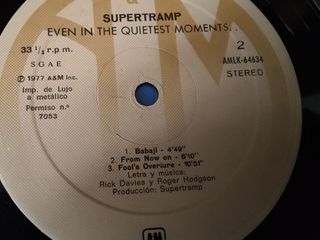 SUPERTRAMP
EVEN IN THE QUIETEST MOMENTS. . .
33 1/3 r.p.m.
2
S G A E
AMLK-64634
STEREO
℗ 1977 A&M Inc.
Imp. de Lujo
a metálico
Permiso n.º
7053
1. Babaji - 4'49"
2. From Now on - 6'10"
3. Fool's Overture - 10'51"
Letra y música:
Rick Davies y Roger Hodgson
Producción: Supertramp
A&M